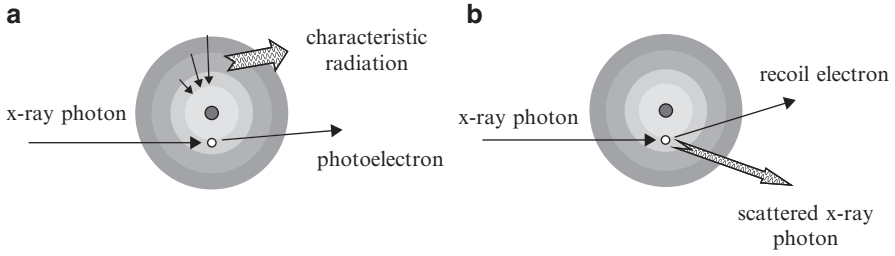 a
characteristic
radiation
x-ray photon
photoelectron
b
recoil electron
x-ray photon
scattered x-ray
photon